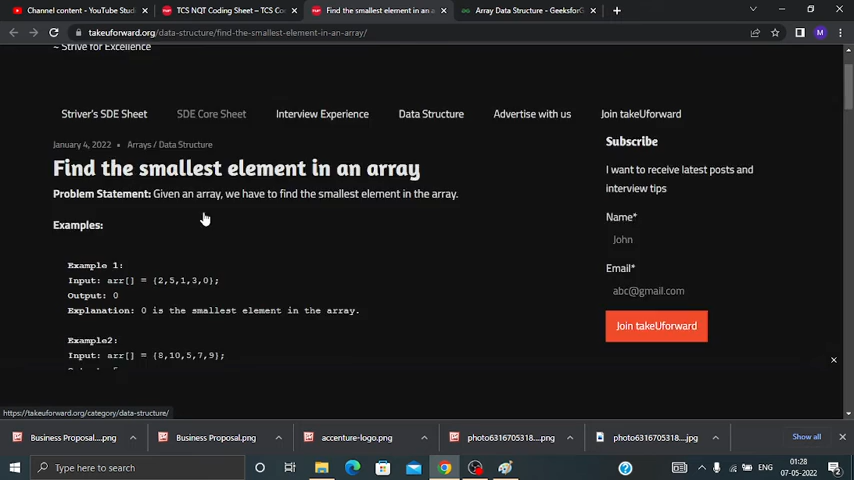 Channel content - YouTube Stud
TCS NQT Coding Sheet – TCS Co
Find the smallest element in an a
Array Data Structure - GeeksforG
takeuforward.org/data-structure/find-the-smallest-element-in-an-array/
~ Strive for Excellence
Striver's SDE Sheet
SDE Core Sheet
Interview Experience
Data Structure
Advertise with us
Join takeUforward
January 4, 2022 • Arrays / Data Structure
Find the smallest element in an array
Problem Statement: Given an array, we have to find the smallest element in the array.
Examples:
Example 1:
Input: arr[] = {2,5,1,3,0};
Output: 0
Explanation: 0 is the smallest element in the array.
Example2:
Input: arr[] = {8,10,5,7,9};
Subscribe
I want to receive latest posts and
interview tips
Name*
John
Email*
abc@gmail.com
Join takeUforward
https://takeuforward.org/category/data-structure/
Business Proposal....png
Business Proposal.png
accenture-logo.png
photo6316705318....png
photo6316705318....jpg
Show all
Type here to search
ENG
01:28
07-05-2022
2